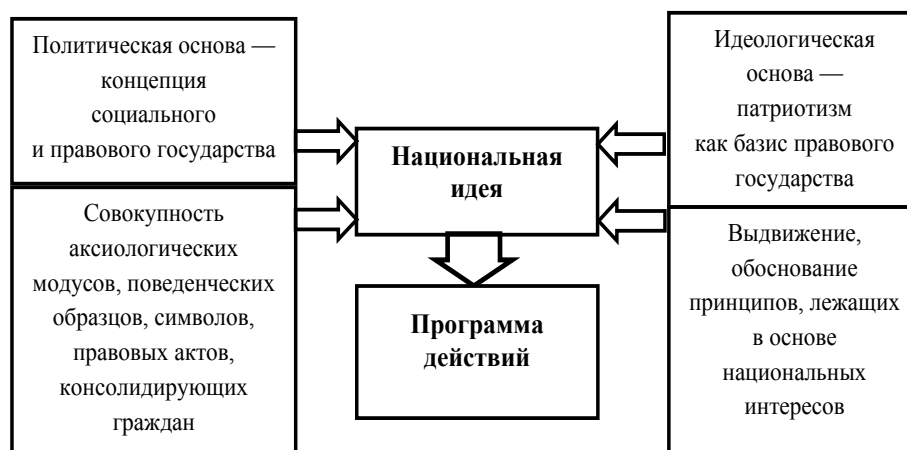 Политическая основа —
концепция
социального
и правового государства
Совокупность
аксиологических
модусов, поведенческих
образцов, символов,
правовых актов,
консолидирующих
граждан
Национальная
идея
Программа
действий
Идеологическая
основа —
патриотизм
как базис правового
государства
Выдвижение,
обоснование
принципов, лежащих
в основе
национальных
интересов